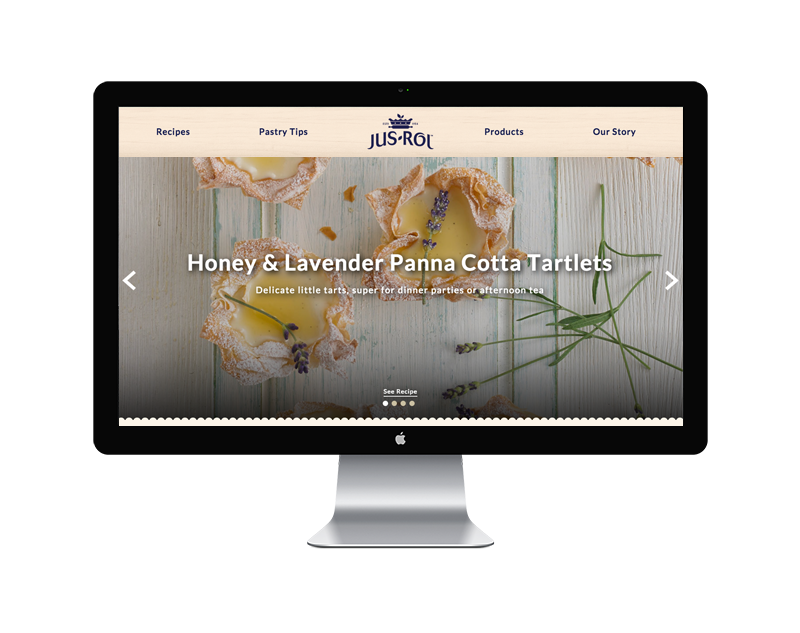 Recipes
Pastry Tips
JUS-RŌL
Products
Our Story
Honey & Lavender Panna Cotta Tartlets
Delicate little tarts, super for dinner parties or afternoon tea
See Recipe